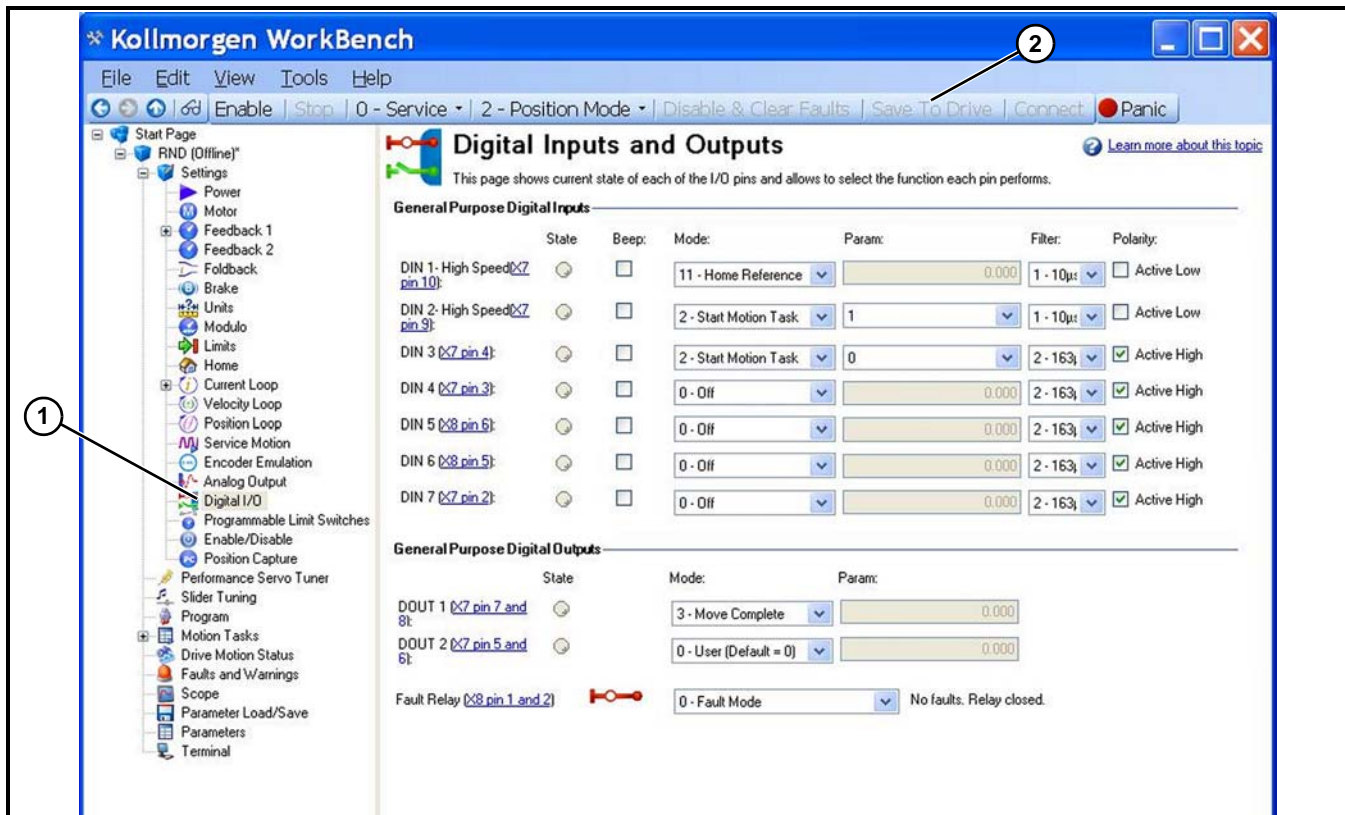 Kollmorgen WorkBench
2
File Edit View Tools Help
Enable | Stop | 0 - Service | 2 - Position Mode | Disable & Clear Faults | Save To Drive | Connect Panic
Start Page
RND (Offline)*
Settings
Power
Motor
Feedback 1
Feedback 2
Foldback
Brake
Units
Modulo
Limits
Home
Current Loop
Velocity Loop
Position Loop
Service Motion
Encoder Emulation
Analog Output
Digital I/O
Programmable Limit Switches
Enable/Disable
Position Capture
Performance Servo Tuner
Slider Tuning
Program
Motion Tasks
Drive Motion Status
Faults and Warnings
Scope
Parameter Load/Save
Parameters
Terminal
1
Digital Inputs and Outputs
Learn more about this topic
This page shows current state of each of the I/O pins and allows to select the function each pin performs.
General Purpose Digital Inputs
State Beep: Mode: Param: Filter: Polarity:
DIN 1- High Speed(X7 pin 10): 11 - Home Reference 0.000 1 - 10µs Active Low
DIN 2- High Speed(X7 pin 9): 2 - Start Motion Task 1 1 - 10µs Active Low
DIN 3 (X7 pin 4): 2 - Start Motion Task 0 2 - 163µ Active High
DIN 4 (X7 pin 3): 0 - Off 0.000 2 - 163µ Active High
DIN 5 (X8 pin 6): 0 - Off 0.000 2 - 163µ Active High
DIN 6 (X8 pin 5): 0 - Off 0.000 2 - 163µ Active High
DIN 7 (X7 pin 2): 0 - Off 0.000 2 - 163µ Active High
General Purpose Digital Outputs
State Mode: Param:
DOUT 1 (X7 pin 7 and 8): 3 - Move Complete 0.000
DOUT 2 (X7 pin 5 and 6): 0 - User (Default = 0) 0.000
Fault Relay (X8 pin 1 and 2) 0 - Fault Mode No faults. Relay closed.